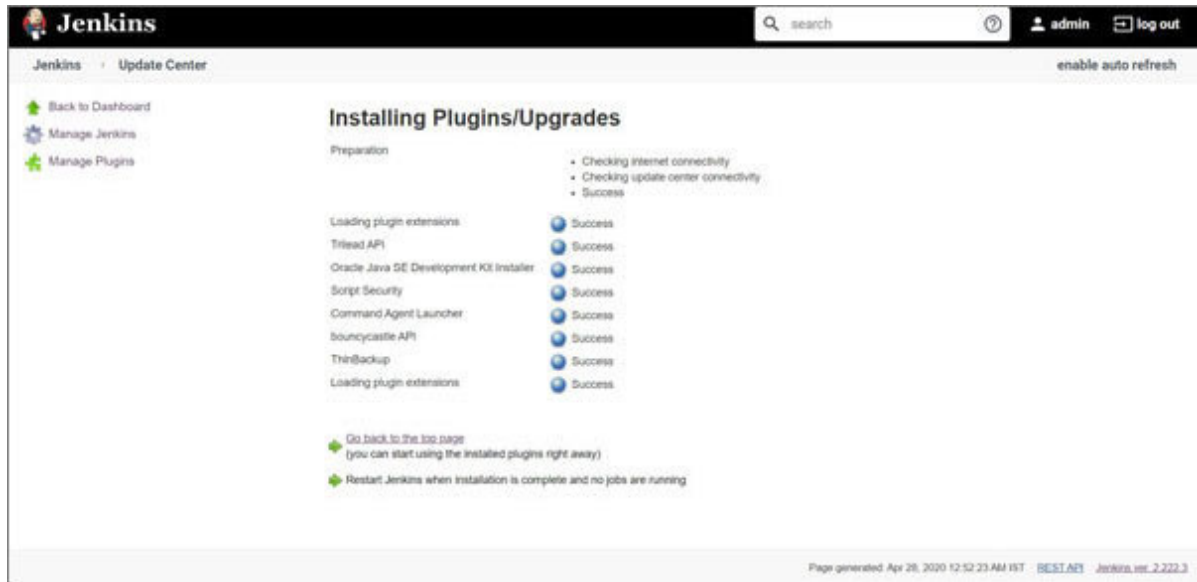 Jenkins
search
admin
log out
Jenkins
Update Center
enable auto refresh
Back to Dashboard
Manage Jenkins
Manage Plugins
Installing Plugins/Upgrades
Preparation
Checking internet connectivity
Checking update center connectivity
Success
Loading plugin extensions Success
Trilead API Success
Oracle Java SE Development Kit Installer Success
Script Security Success
Command Agent Launcher Success
bouncycastle API Success
ThinBackup Success
Loading plugin extensions Success
Go back to the top page
(you can start using the installed plugins right away)
Restart Jenkins when installation is complete and no jobs are running
Page generated: Apr 28, 2020 12:52:23 AM IST REST API Jenkins ver. 2.222.3